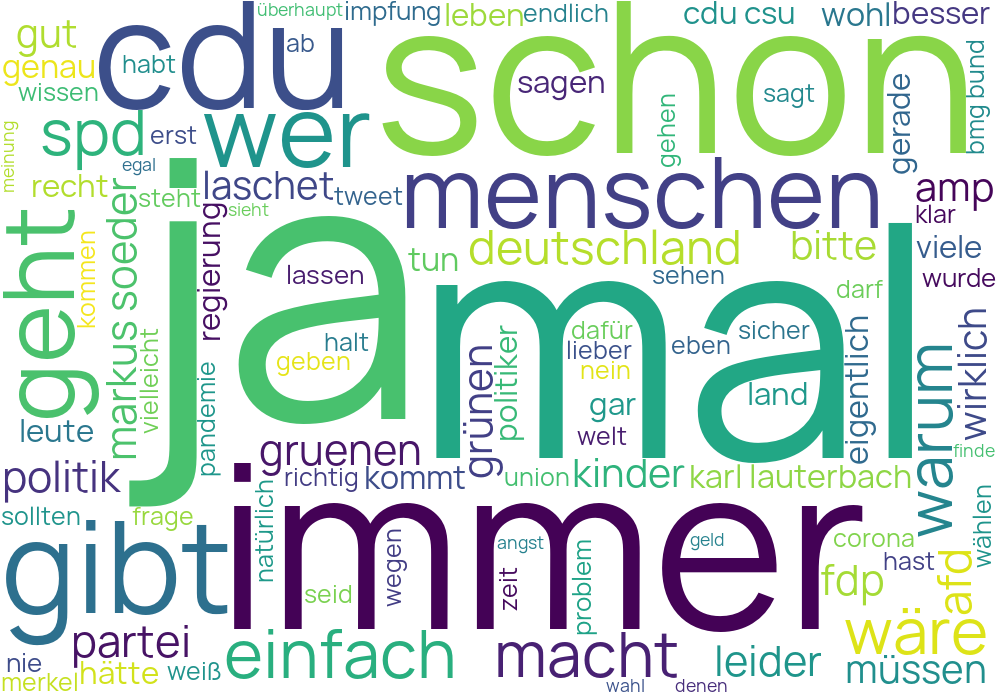 überhaupt
impfung
leben
endlich
cdu csu
wohl
besser
gut
cdu
ab
schon
genau
habt
sagen
sagt
wissen
gehen
gerade
bmg bund
spd
erst
wer
meinung
egal
recht
steht
laschet
tweet
menschen
amp
sieht
klar
geht
kommen
markus soeder
regierung
ja
lassen
tun
deutschland
bitte
viele
sehen
wurde
mal
darf
vielleicht
halt
geben
dafür
sicher
lieber
eben
nein
pandemie
grünen
politiker
land
eigentlich
warum
wirklich
leute
gar
welt
gruenen
finde
politik
richtig
kommt
union
kinder
karl lauterbach
sollten
frage
natürlich
immer
wählen
gibt
wegen
angst
geld
corona
zeit
problem
hast
seid
fdp
afd
partei
einfach
macht
wäre
nie
merkel
hätte
weiß
leider
müssen
wahl
denen